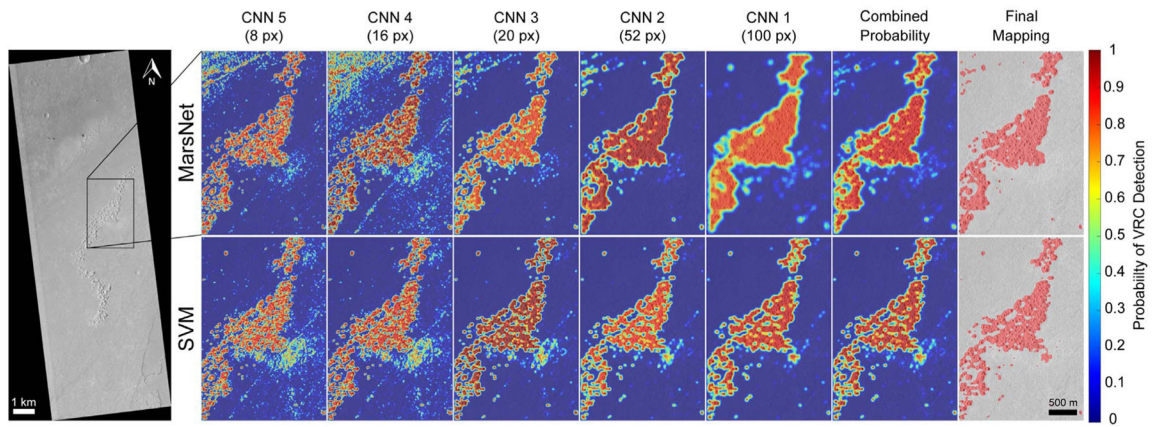 CNN 5 CNN 4 CNN 3 CNN 2 CNN 1 Combined Final
(8 px) (16 px) (20 px) (52 px) (100 px) Probability Mapping
N
1 km
MarsNet
SVM
500 m
1
0.9
0.8
0.7
0.6
0.5
0.4
0.3
0.2
0.1
0
Probability of VRC Detection